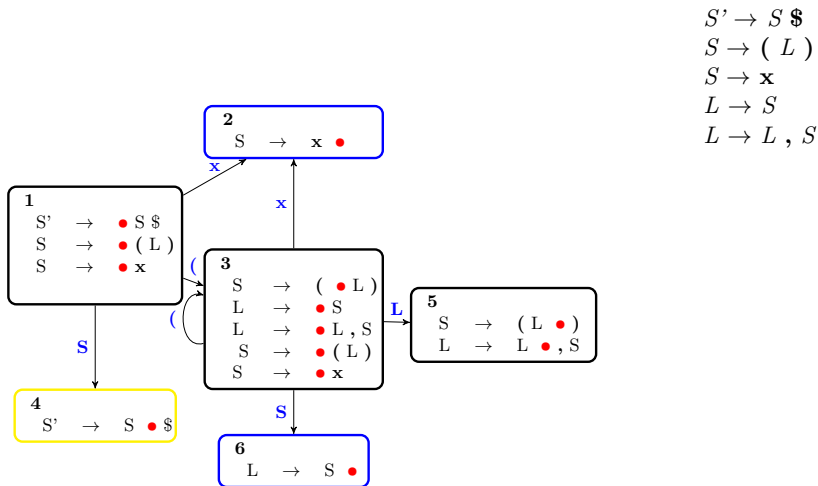 S' → S $
S → ( L )
S → x
L → S
L → L , S
2
S → x ●
x
1
S' → ● S $
S → ● ( L )
S → ● x
x
(
3
S → ( ● L )
L → ● S
L → ● L , S
S → ● ( L )
S → ● x
(
L
5
S → ( L ● )
L → L ● , S
S
4
S' → S ● $
S
6
L → S ●